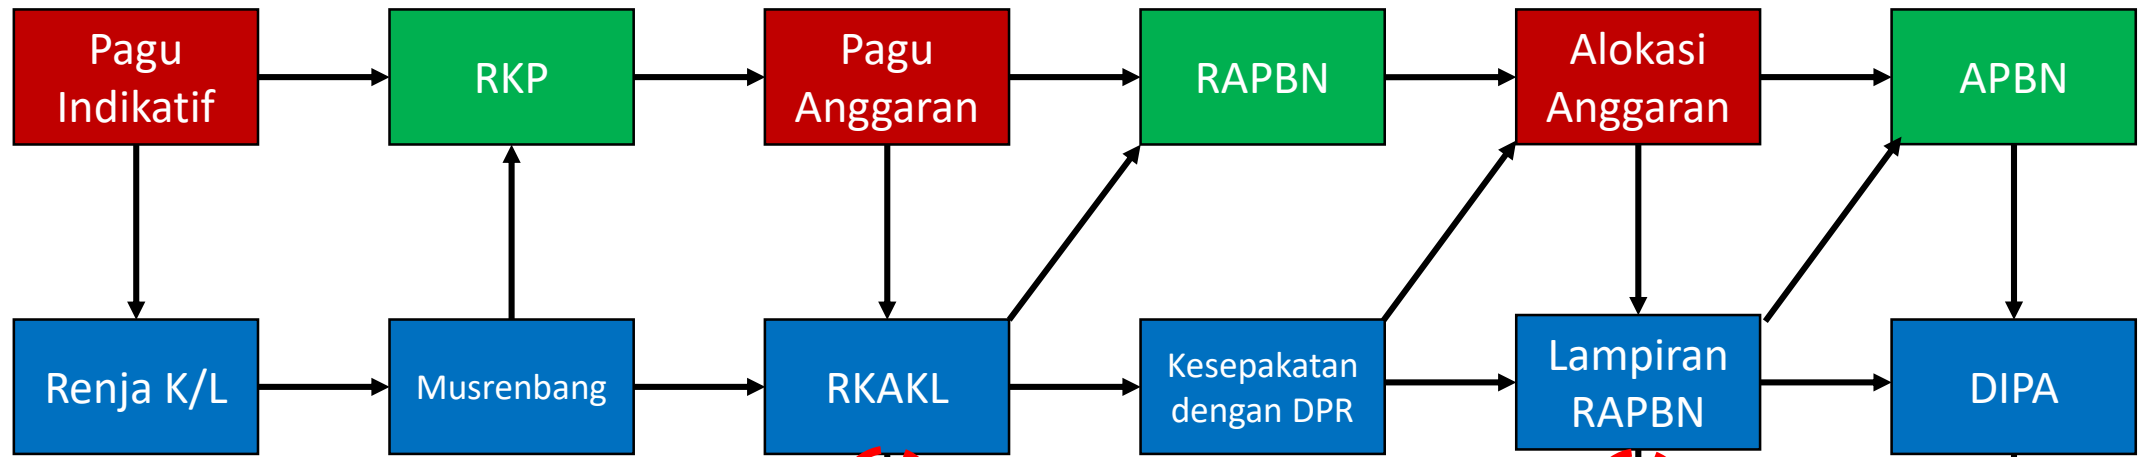 Pagu
Indikatif
RKP
Pagu
Anggaran
RAPBN
Alokasi
Anggaran
APBN
Renja K/L
Musrenbang
RKAKL
Kesepakatan
dengan DPR
Lampiran
RAPBN
DIPA